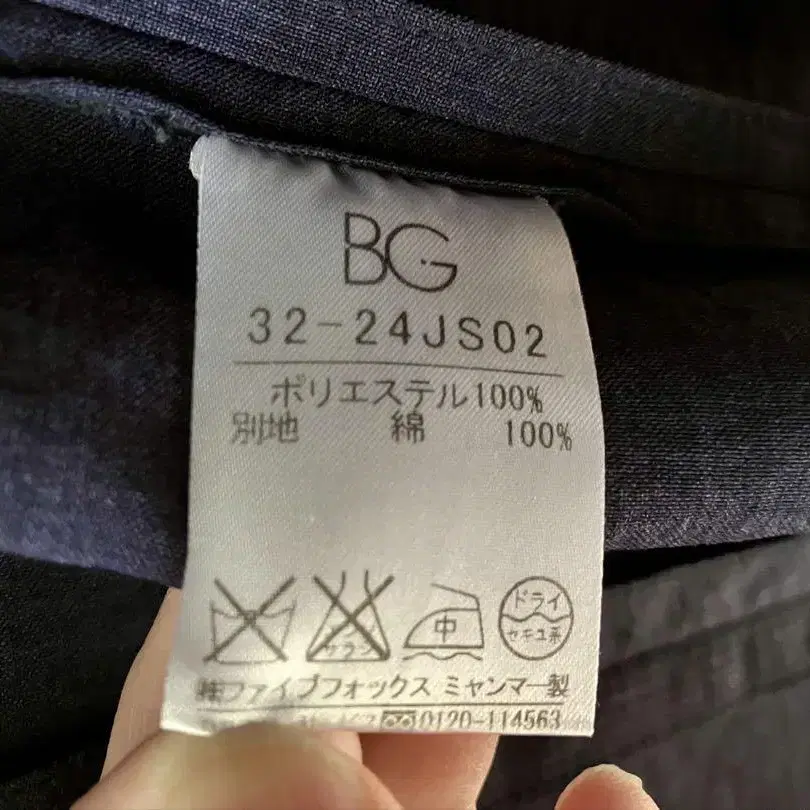 BG
32-24JS02
ポリエステル100%
別地 綿 100%
中
ドライ
セキユ系
㈱ファイブフォックス ミャンマー製
0120-114563